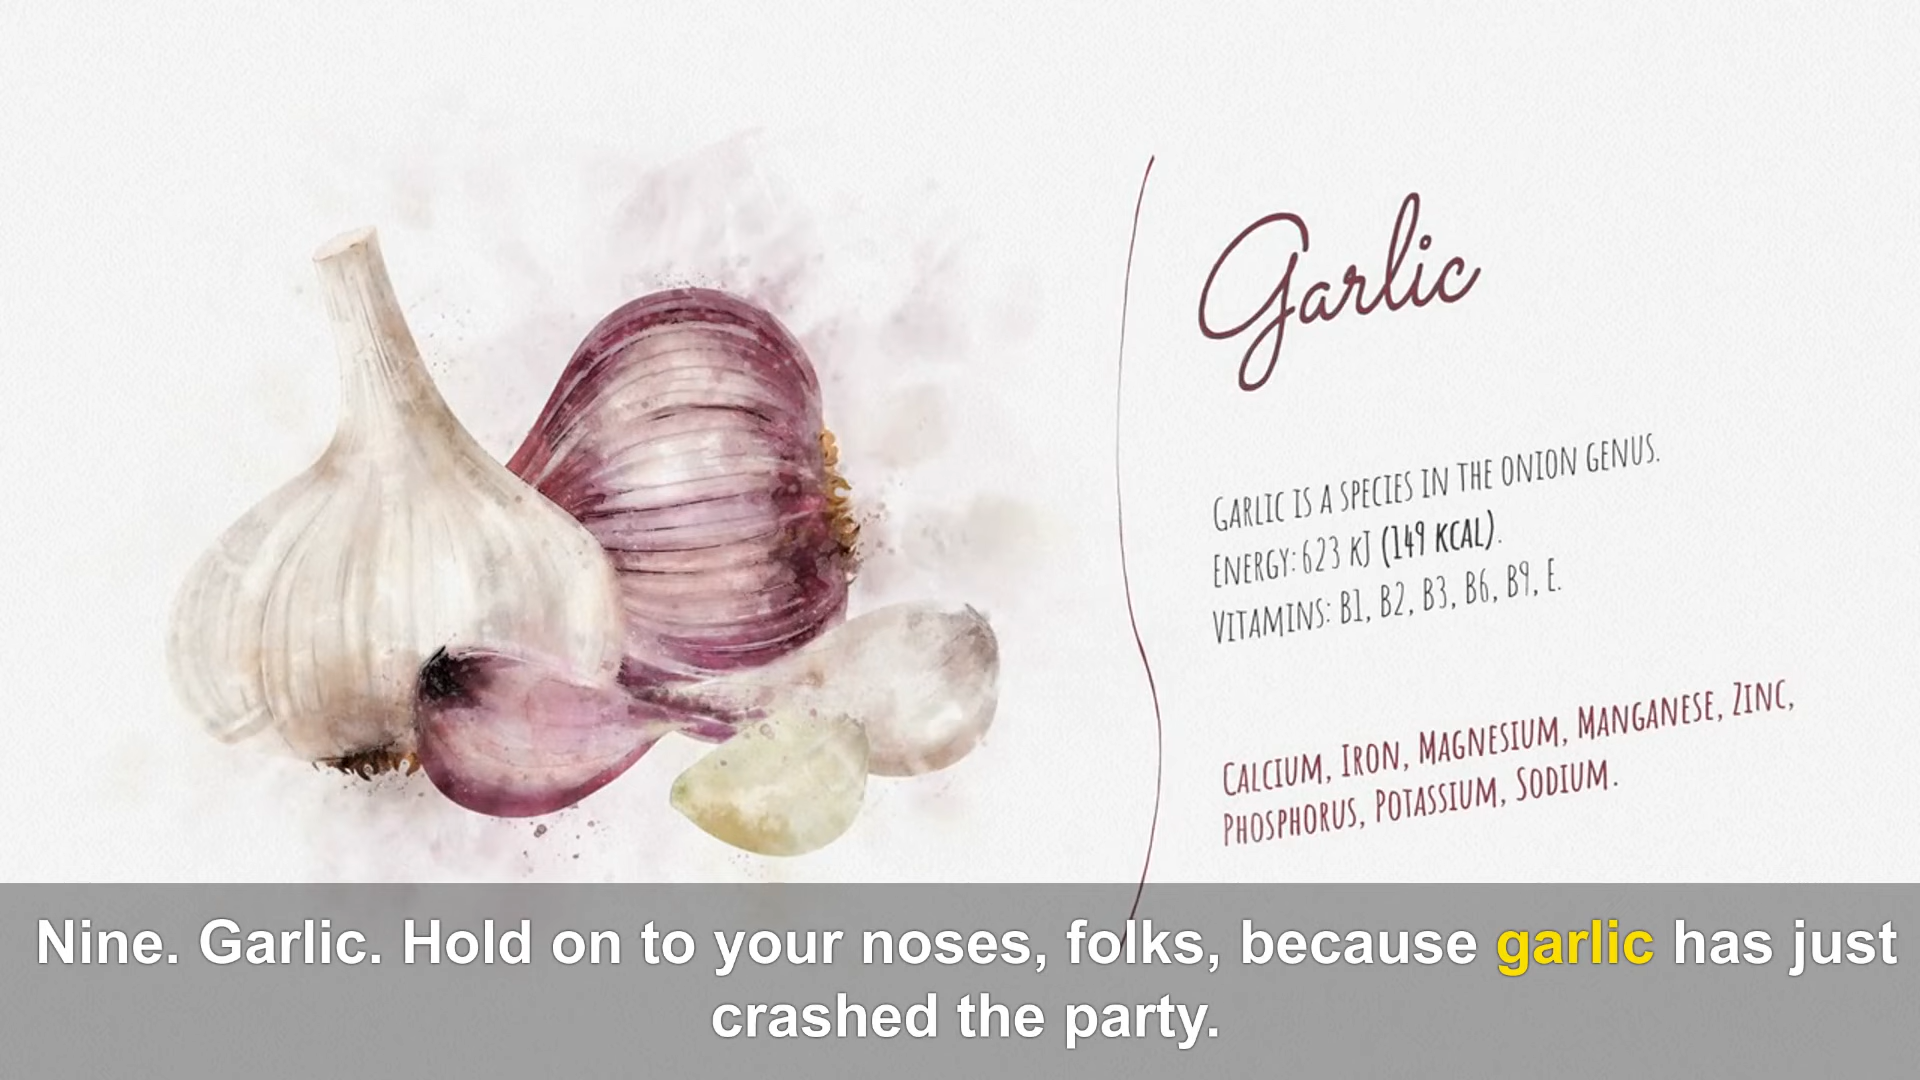 Garlic
GARLIC IS A SPECIES IN THE ONION GENUS.
ENERGY: 623 KJ (149 KCAL).
VITAMINS: B1, B2, B3, B6, B9, E.
CALCIUM, IRON, MAGNESIUM, MANGANESE, ZINC,
PHOSPHORUS, POTASSIUM, SODIUM.
Nine. Garlic. Hold on to your noses, folks, because garlic has just
crashed the party.